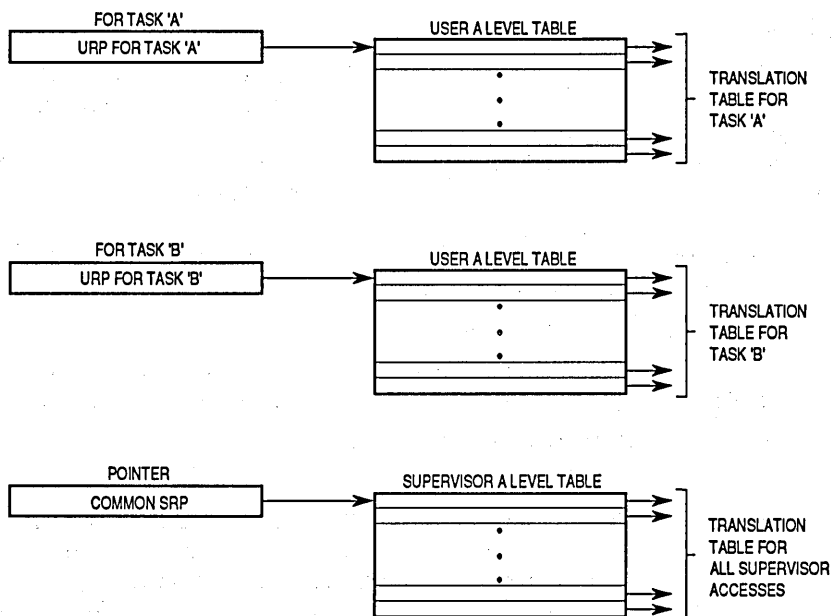 FOR TASK 'A'
URP FOR TASK 'A'
USER A LEVEL TABLE
TRANSLATION
TABLE FOR
TASK 'A'
FOR TASK 'B'
URP FOR TASK 'B'
USER A LEVEL TABLE
TRANSLATION
TABLE FOR
TASK 'B'
POINTER
COMMON SRP
SUPERVISOR A LEVEL TABLE
TRANSLATION
TABLE FOR
ALL SUPERVISOR
ACCESSES